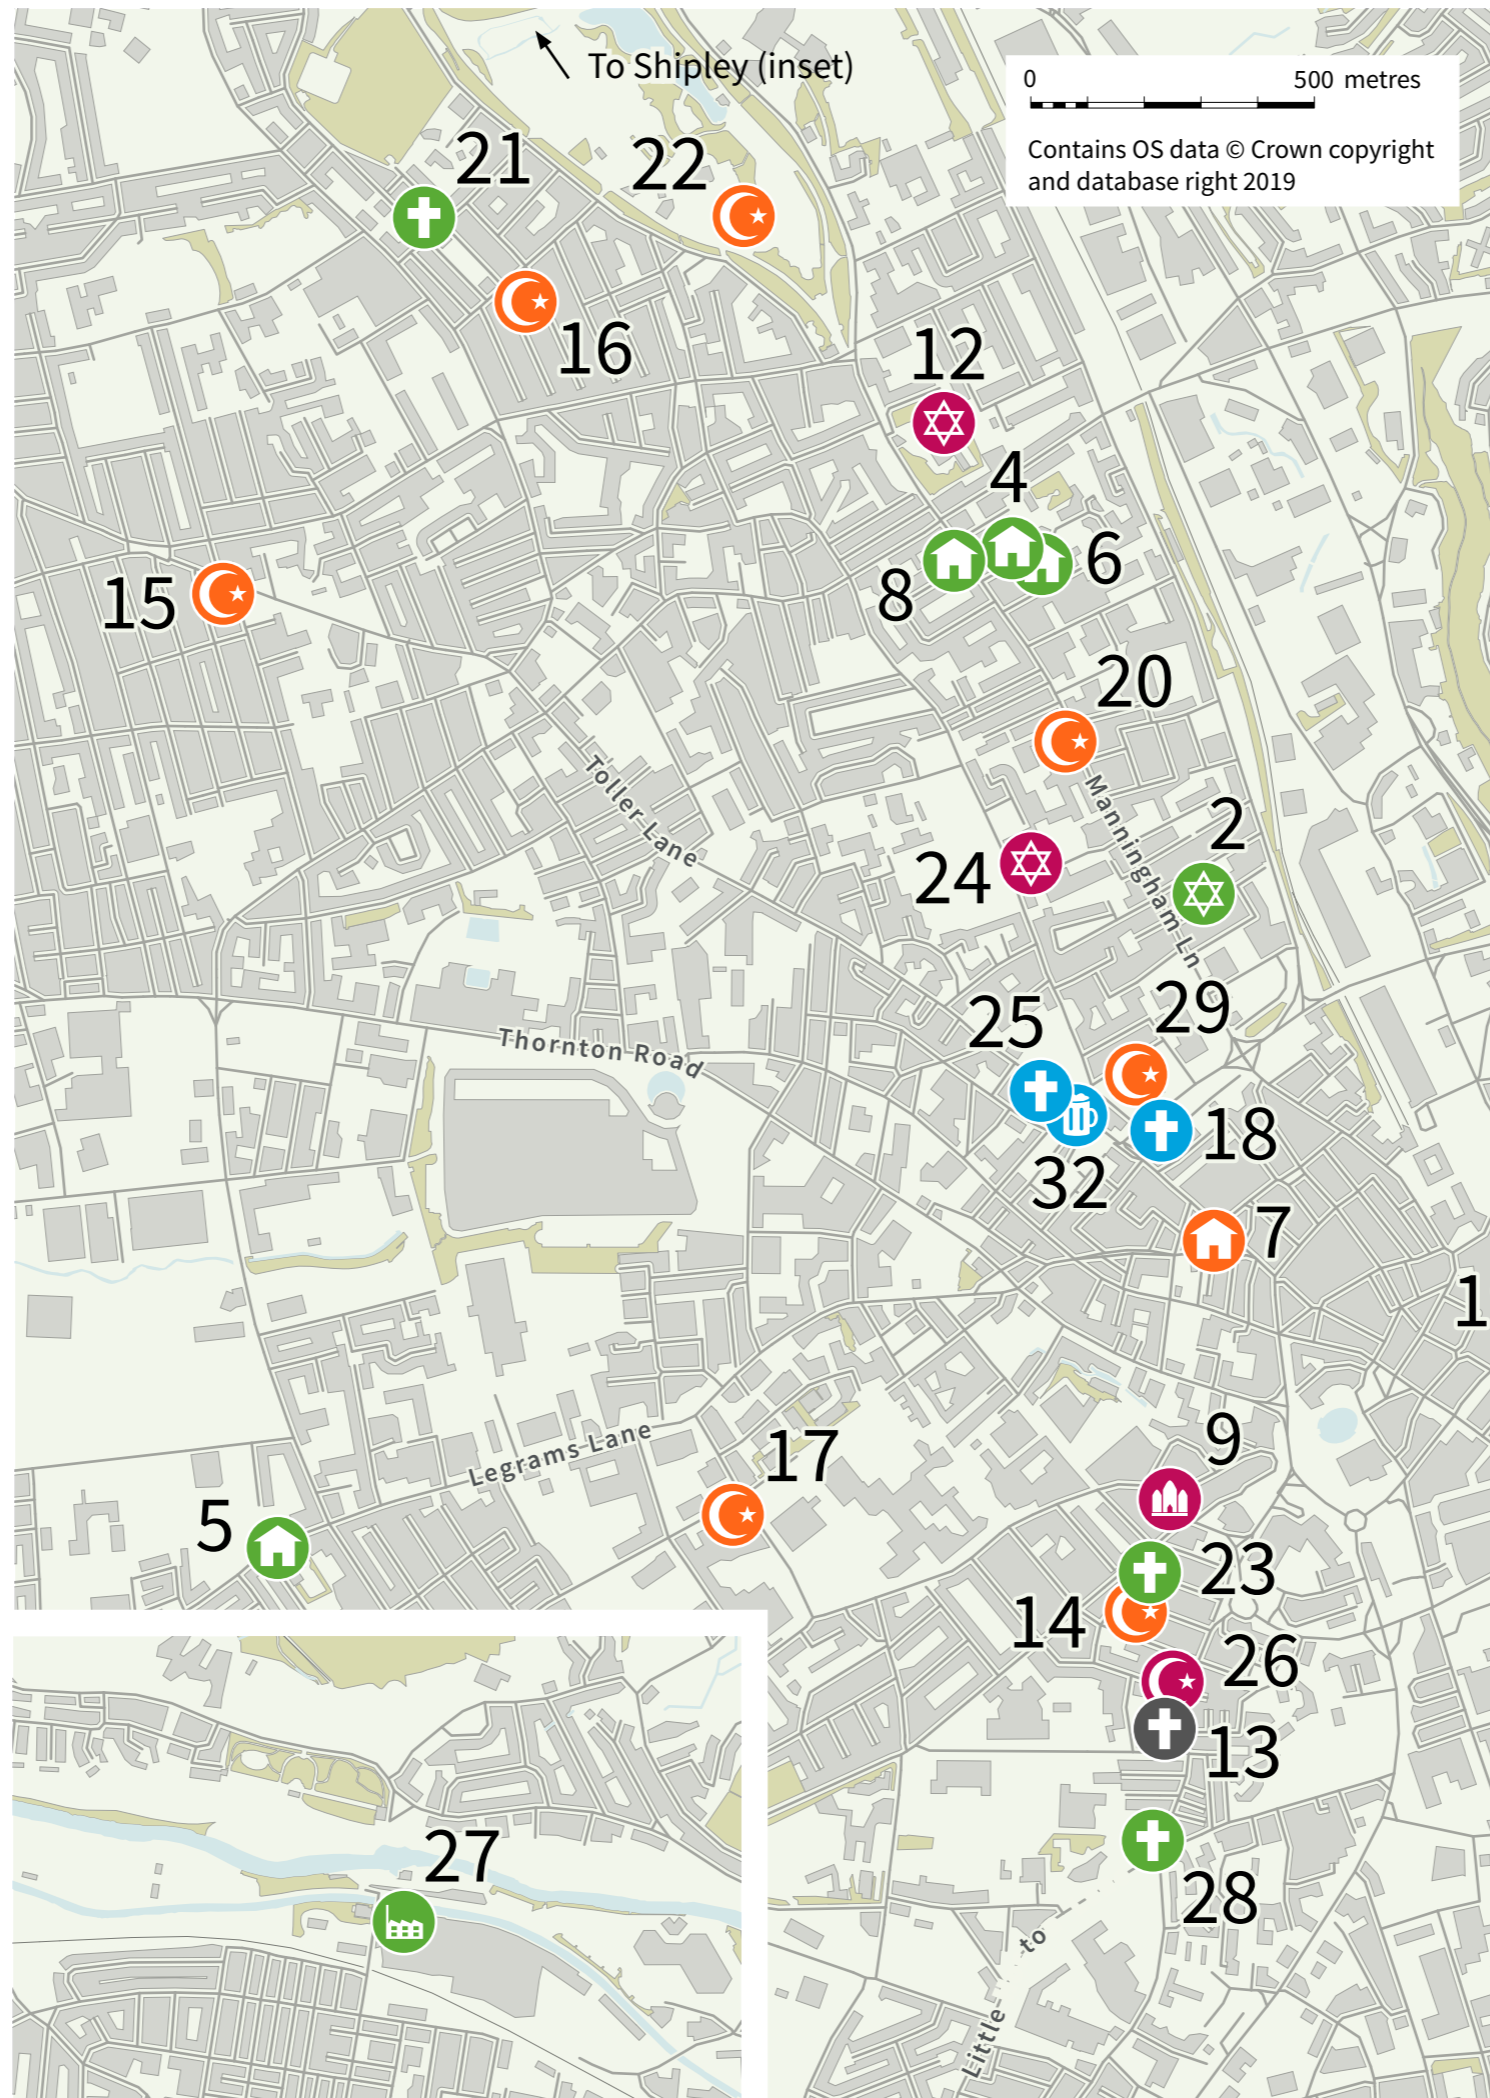 To Shipley (inset)
0 500 metres
Contains OS data © Crown copyright
and database right 2019
21
22
16
12
4
6
8
15
20
Toller Lane
Manningham Ln
2
24
Thornton Road
25
29
18
32
7
1
9
Legrams Lane
17
5
23
14
26
13
27
28
Little
to